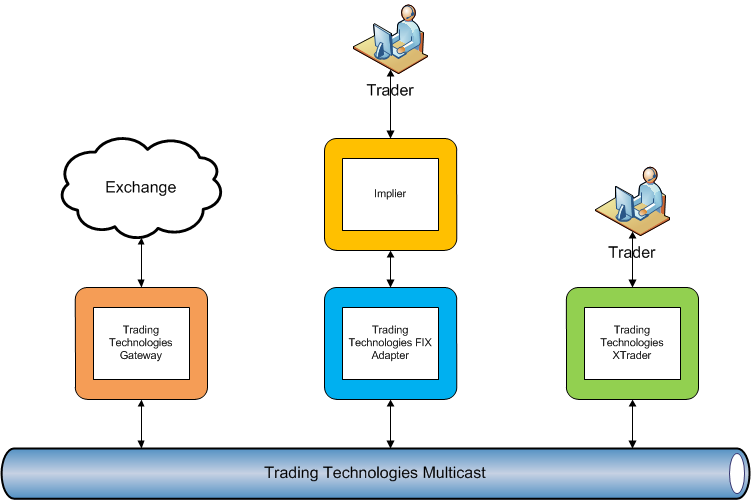 Trader
Exchange
Implier
Trader
Trading
Technologies
Gateway
Trading
Technologies FIX
Adapter
Trading
Technologies
XTrader
Trading Technologies Multicast